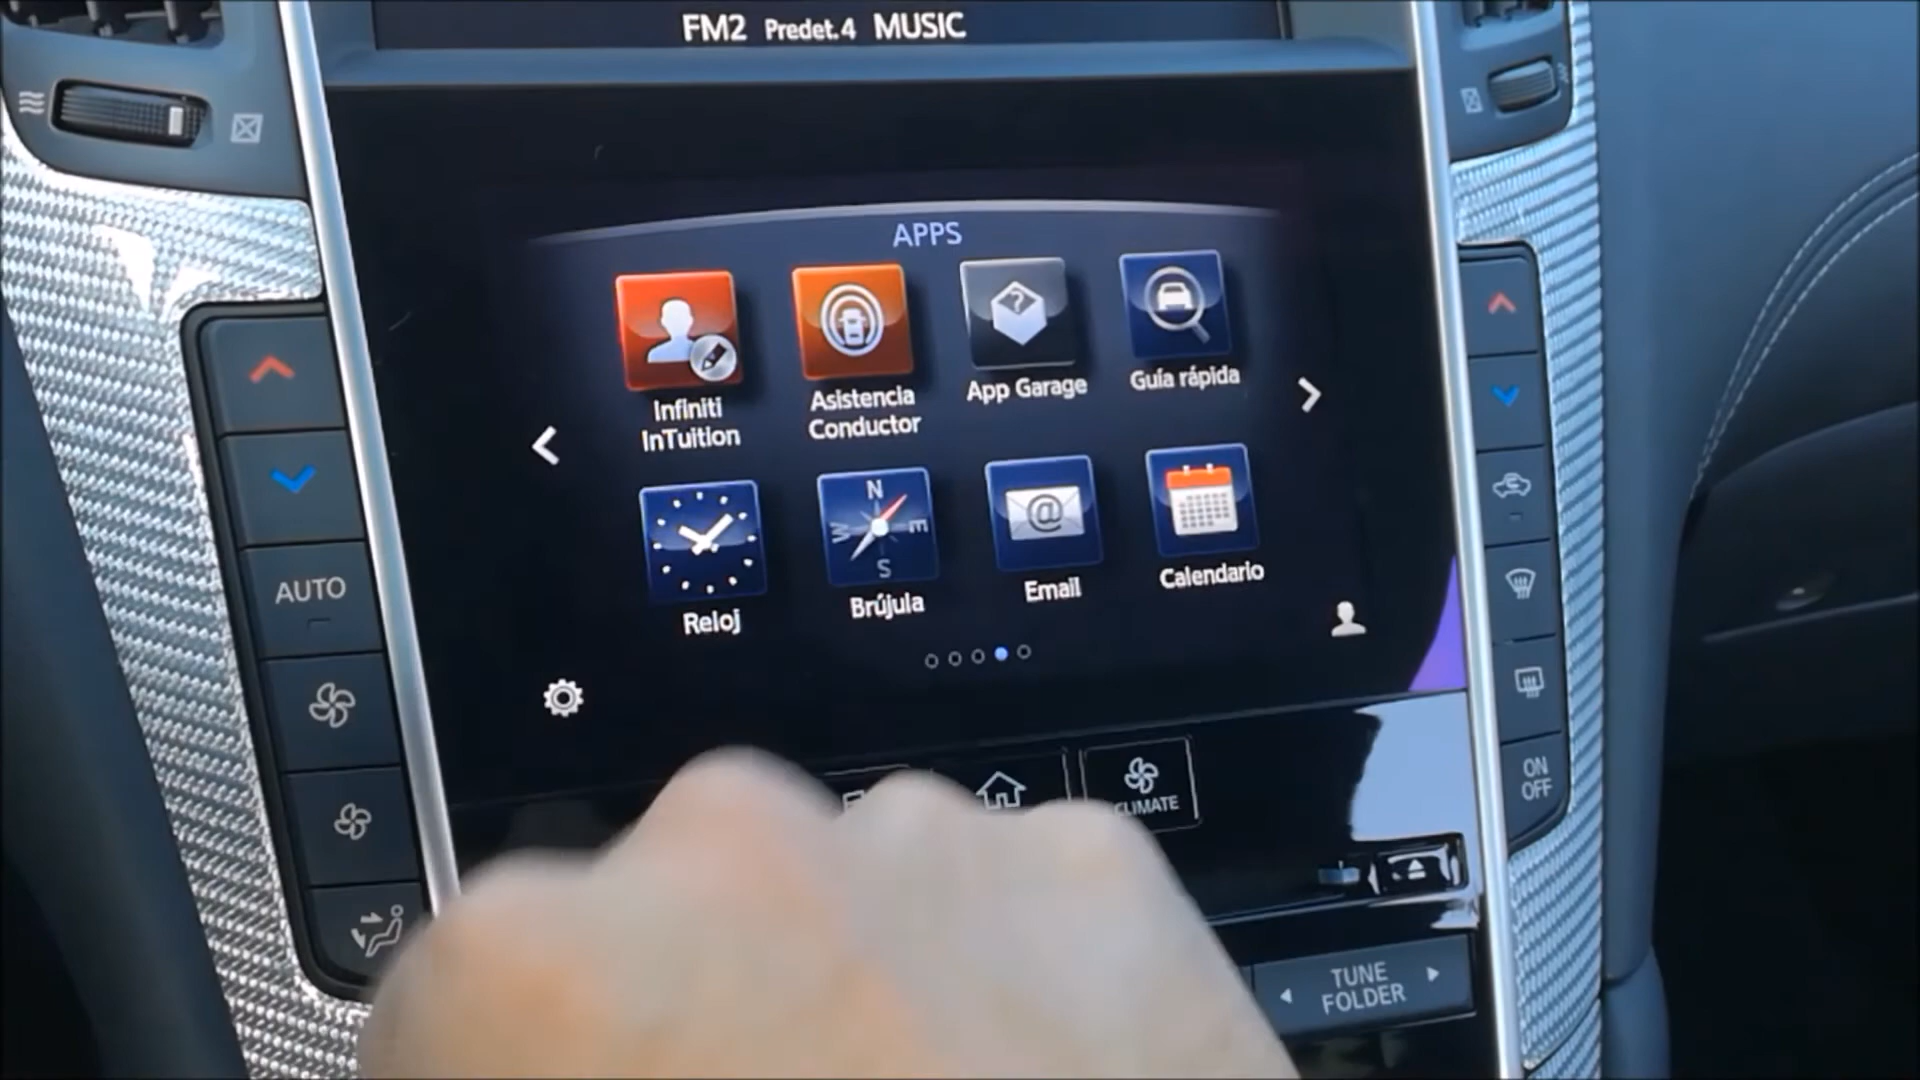 FM2 Predet.4 MUSIC
APPS
Infiniti
InTuition
Asistencia
Conductor
App Garage
Guía rápida
N
W
E
S
Reloj
Brújula
@
Email
Calendario
AUTO
CLIMATE
ON
OFF
TUNE
FOLDER